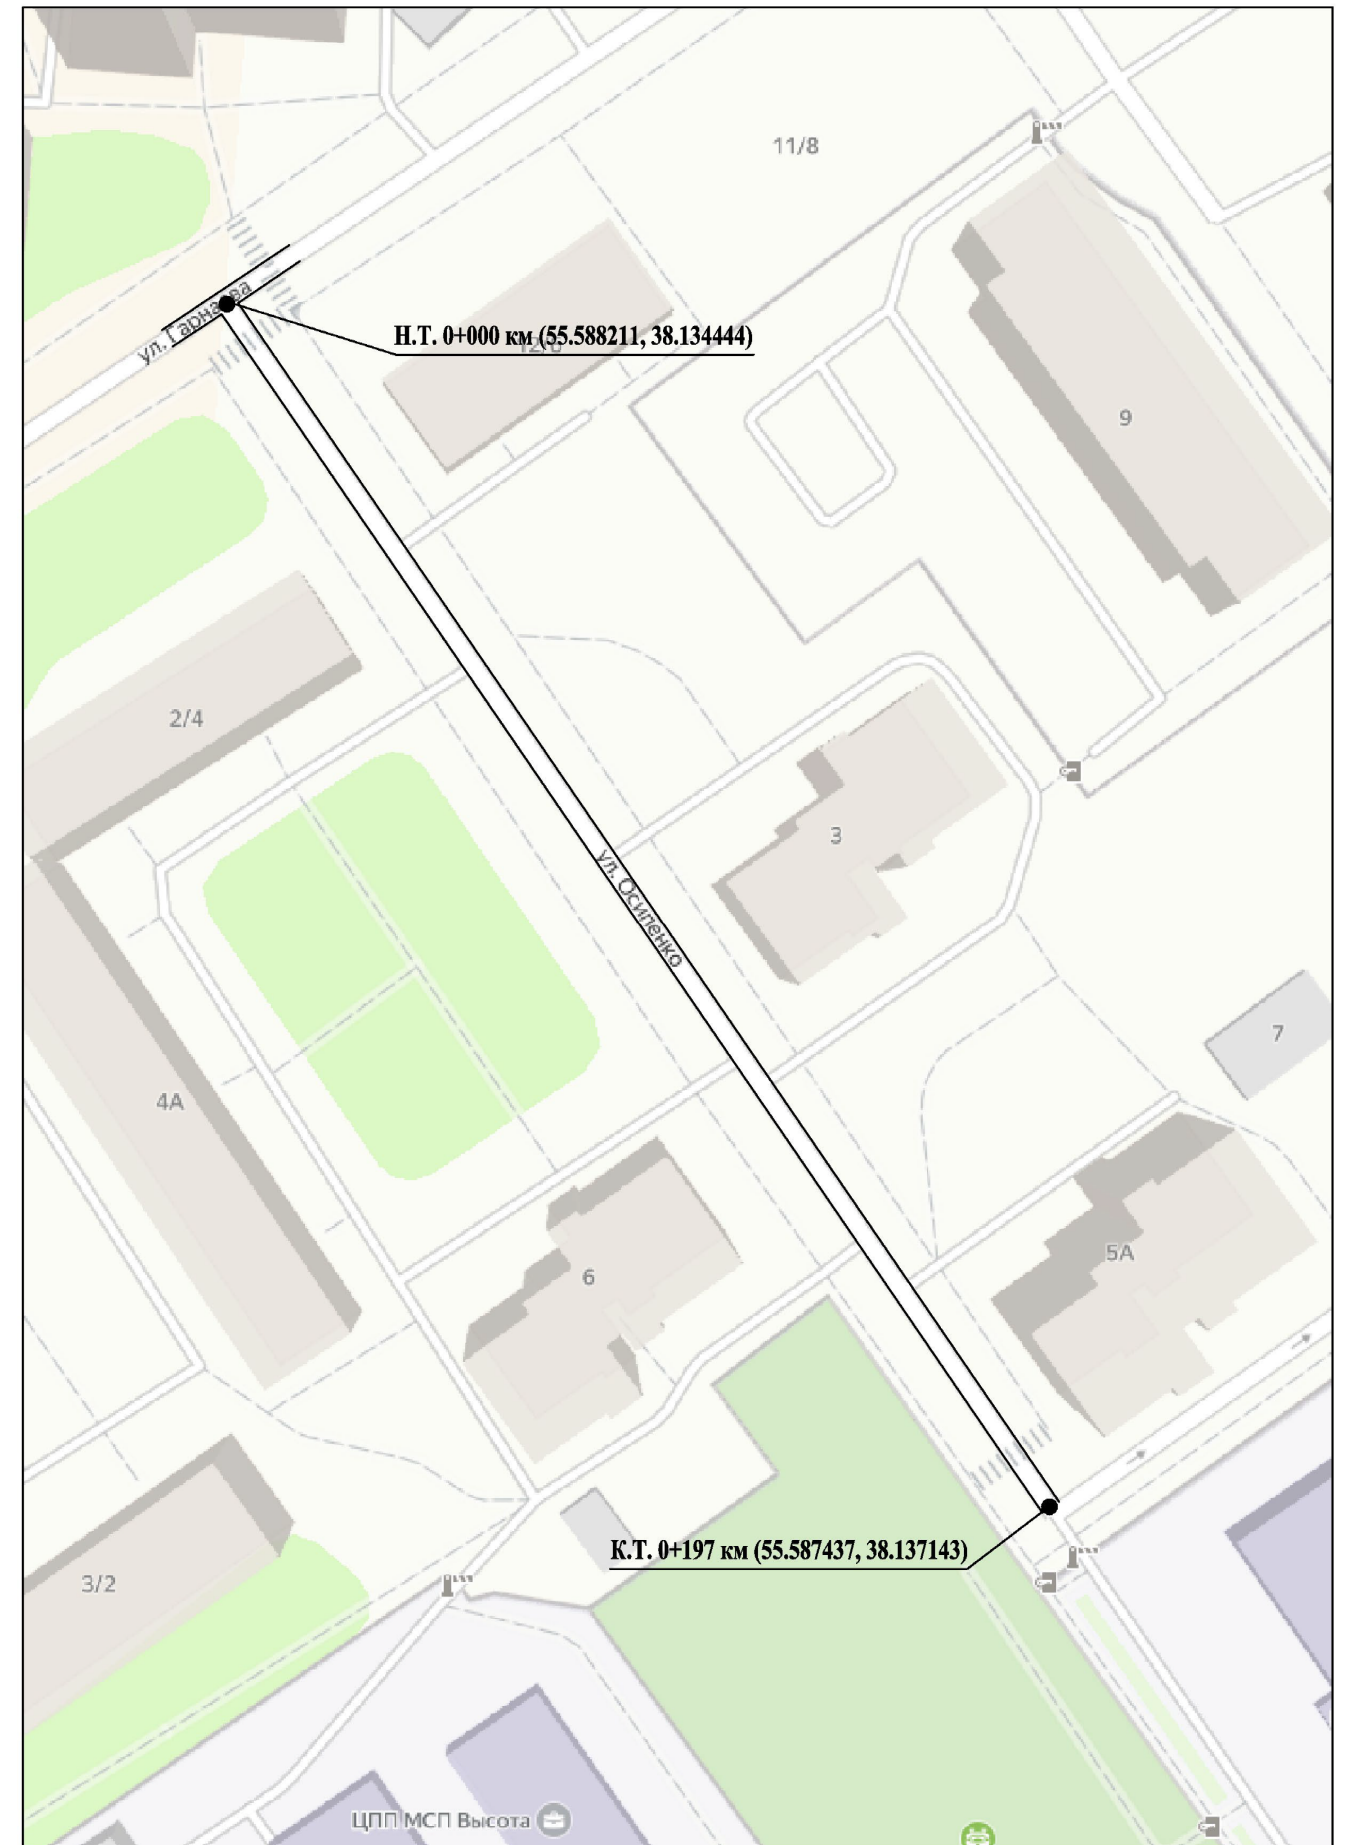 11/8
ул. Гарнаева
Н.Т. 0+000 км (55.588211, 38.134444)
9
2/4
3
ул. Осипенко
7
4А
5А
6
К.Т. 0+197 км (55.587437, 38.137143)
3/2
ЦПП МСП Высота